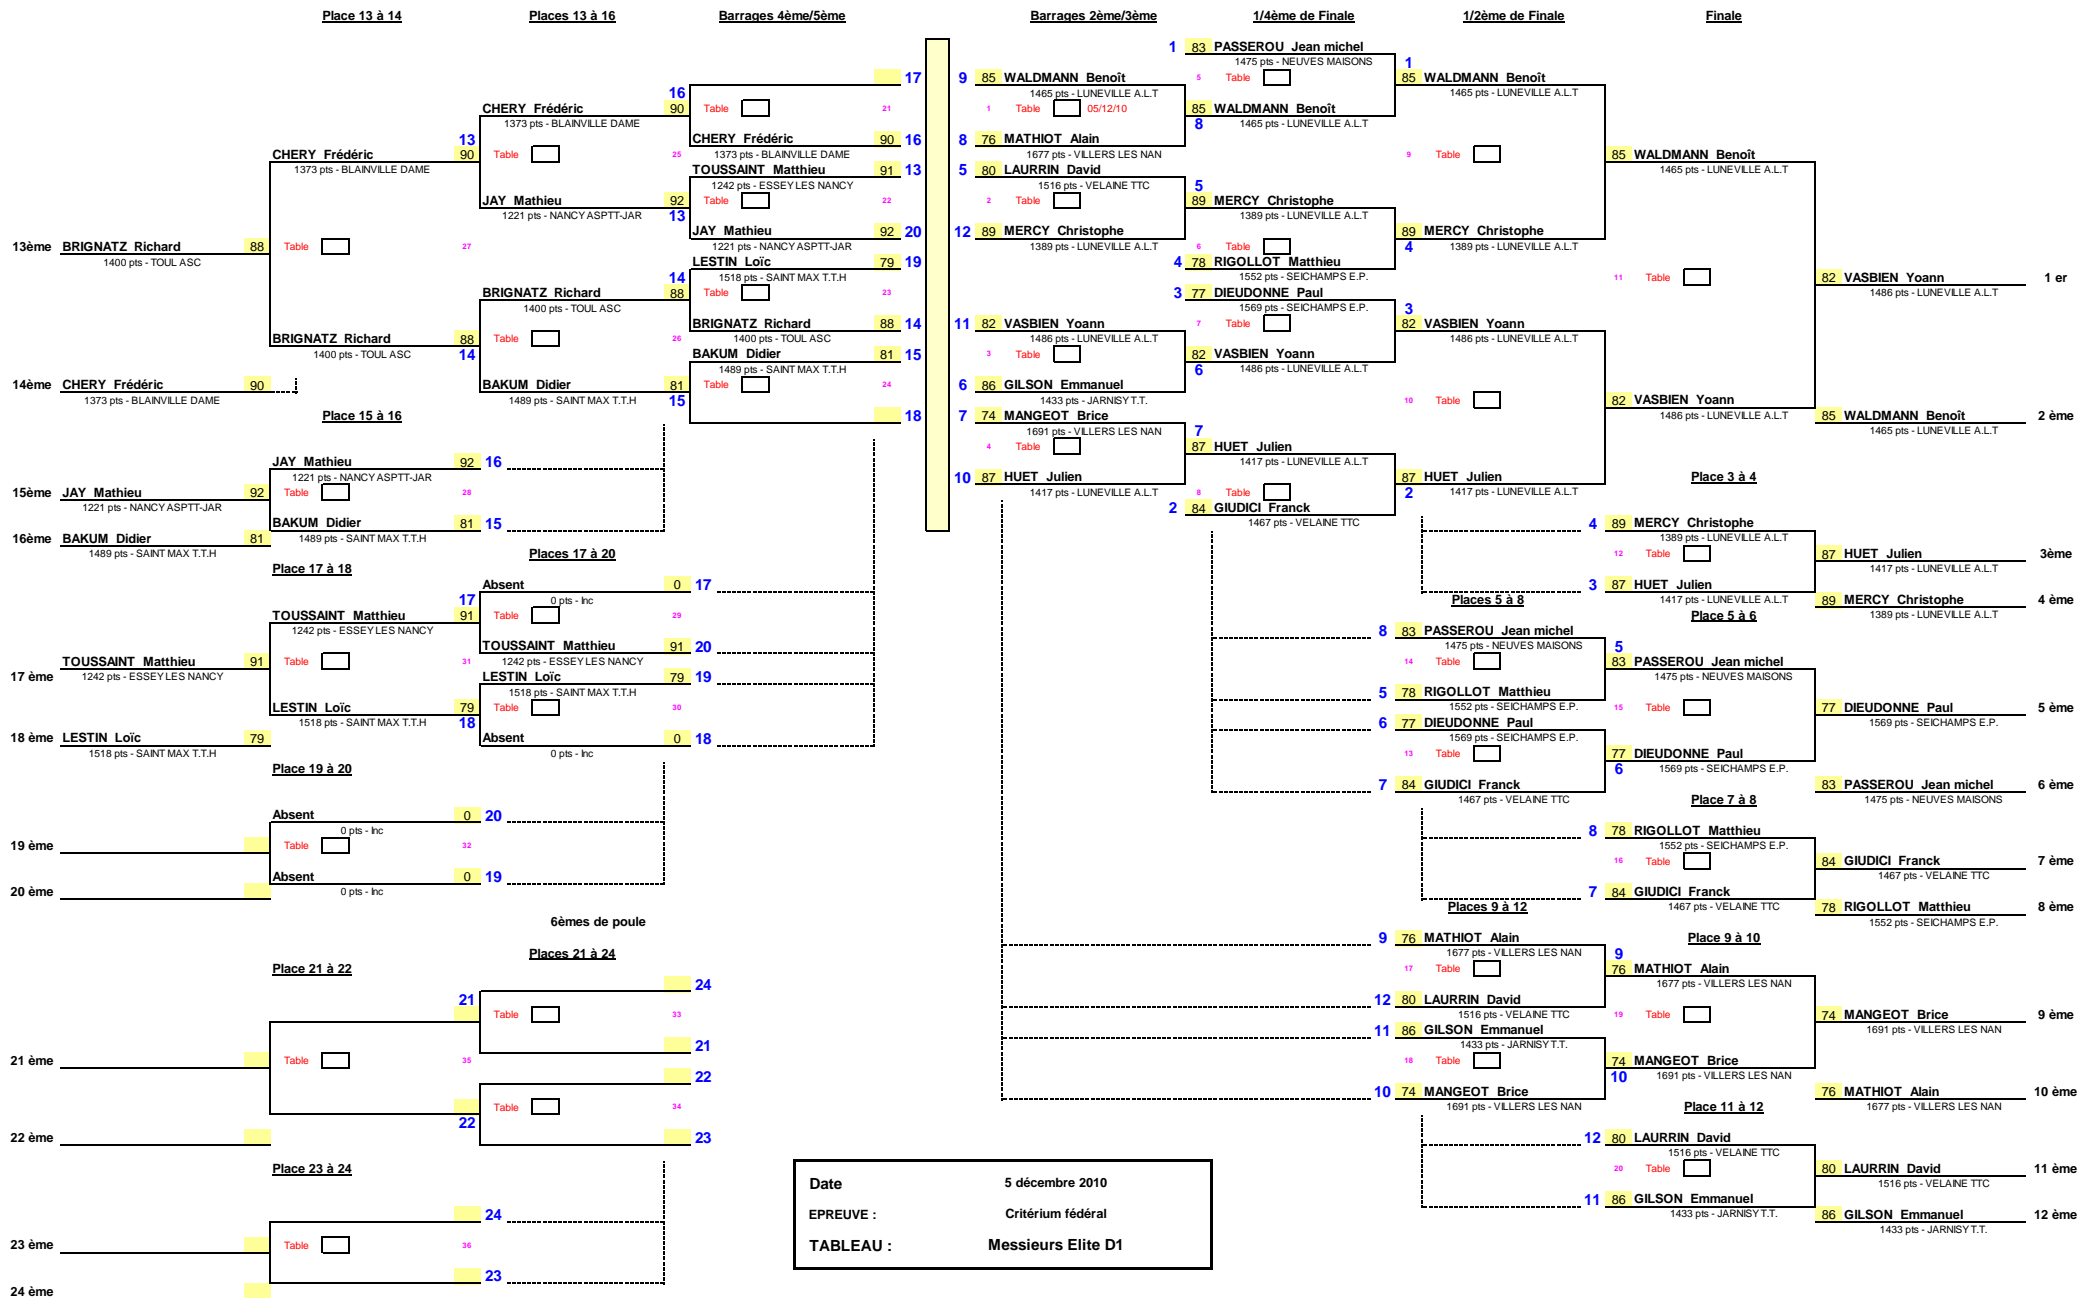 Place 13 à 14 Places 13 à 16 Barrages 4ème/5ème Barrages 2ème/3ème 1/4ème de Finale 1/2ème de Finale Finale
1 83 PASSEROU Jean michel
1475 pts - NEUVES MAISONS 1
17 9 85 WALDMANN Benoît 5 Table 85 WALDMANN Benoît
16 1465 pts - LUNEVILLE A.L.T 1465 pts - LUNEVILLE A.L.T
CHERY Frédéric 90 Table 21 1 Table 05/12/10 85 WALDMANN Benoît
1373 pts - BLAINVILLE DAME 8 1465 pts - LUNEVILLE A.L.T
13 CHERY Frédéric 90 16 8 76 MATHIOT Alain
CHERY Frédéric 90 Table 25 1373 pts - BLAINVILLE DAME 1677 pts - VILLERS LES NAN 9 Table 85 WALDMANN Benoît
1373 pts - BLAINVILLE DAME TOUSSAINT Matthieu 91 13 5 80 LAURRIN David 1465 pts - LUNEVILLE A.L.T
1242 pts - ESSEY LES NANCY 1516 pts - VELAINE TTC 5
JAY Mathieu 92 Table 22 2 Table 89 MERCY Christophe
1221 pts - NANCY ASPTT-JAR 13 1389 pts - LUNEVILLE A.L.T
JAY Mathieu 92 20 12 89 MERCY Christophe 89 MERCY Christophe
13ème BRIGNATZ Richard 88 Table 27 1221 pts - NANCY ASPTT-JAR 1389 pts - LUNEVILLE A.L.T 6 Table 4 1389 pts - LUNEVILLE A.L.T
1400 pts - TOUL ASC LESTIN Loïc 79 19 4 78 RIGOLLOT Matthieu
14 1518 pts - SAINT MAX T.T.H 1552 pts - SEICHAMPS E.P. 11 Table 82 VASBIEN Yoann 1 er
BRIGNATZ Richard 88 Table 23 3 77 DIEUDONNE Paul 1486 pts - LUNEVILLE A.L.T
1400 pts - TOUL ASC 1569 pts - SEICHAMPS E.P. 3
BRIGNATZ Richard 88 14 11 82 VASBIEN Yoann 7 Table 82 VASBIEN Yoann
BRIGNATZ Richard 88 Table 26 1400 pts - TOUL ASC 1486 pts - LUNEVILLE A.L.T 1486 pts - LUNEVILLE A.L.T
1400 pts - TOUL ASC 14 BAKUM Didier 81 15 3 Table 82 VASBIEN Yoann
1489 pts - SAINT MAX T.T.H 6 1486 pts - LUNEVILLE A.L.T
14ème CHERY Frédéric 90 BAKUM Didier 81 Table 24 6 86 GILSON Emmanuel
1373 pts - BLAINVILLE DAME 1489 pts - SAINT MAX T.T.H 15 1433 pts - JARNISY T.T. 10 Table 82 VASBIEN Yoann
Place 15 à 16 18 7 74 MANGEOT Brice 1486 pts - LUNEVILLE A.L.T 85 WALDMANN Benoît 2 ème
1691 pts - VILLERS LES NAN 7 1465 pts - LUNEVILLE A.L.T
4 Table 87 HUET Julien
JAY Mathieu 92 16 1417 pts - LUNEVILLE A.L.T
1221 pts - NANCY ASPTT-JAR 10 87 HUET Julien 87 HUET Julien Place 3 à 4
15ème JAY Mathieu 92 Table 28 1417 pts - LUNEVILLE A.L.T 8 Table 2 1417 pts - LUNEVILLE A.L.T
1221 pts - NANCY ASPTT-JAR 2 84 GIUDICI Franck
BAKUM Didier 81 15 1467 pts - VELAINE TTC 4 89 MERCY Christophe
16ème BAKUM Didier 81 1489 pts - SAINT MAX T.T.H 1389 pts - LUNEVILLE A.L.T
1489 pts - SAINT MAX T.T.H Places 17 à 20 12 Table 87 HUET Julien 3ème
Place 17 à 18 1417 pts - LUNEVILLE A.L.T
Absent 0 17 3 87 HUET Julien
17 0 pts - Inc Places 5 à 8 1417 pts - LUNEVILLE A.L.T 89 MERCY Christophe 4 ème
TOUSSAINT Matthieu 91 Table 29 Place 5 à 6 1389 pts - LUNEVILLE A.L.T
1242 pts - ESSEY LES NANCY 8 83 PASSEROU Jean michel
TOUSSAINT Matthieu 91 20 1475 pts - NEUVES MAISONS 5
17 ème TOUSSAINT Matthieu 91 Table 31 1242 pts - ESSEY LES NANCY 14 Table 83 PASSEROU Jean michel
1242 pts - ESSEY LES NANCY LESTIN Loïc 79 19 1475 pts - NEUVES MAISONS
1518 pts - SAINT MAX T.T.H 5 78 RIGOLLOT Matthieu
LESTIN Loïc 79 Table 30 1552 pts - SEICHAMPS E.P. 15 Table 77 DIEUDONNE Paul 5 ème
1518 pts - SAINT MAX T.T.H 18 6 77 DIEUDONNE Paul 1569 pts - SEICHAMPS E.P.
18 ème LESTIN Loïc 79 Absent 0 18 1569 pts - SEICHAMPS E.P.
1518 pts - SAINT MAX T.T.H 0 pts - Inc 13 Table 77 DIEUDONNE Paul
Place 19 à 20 6 1569 pts - SEICHAMPS E.P.
7 84 GIUDICI Franck 83 PASSEROU Jean michel 6 ème
1467 pts - VELAINE TTC Place 7 à 8 1475 pts - NEUVES MAISONS
Absent 0 20
0 pts - Inc 8 78 RIGOLLOT Matthieu
19 ème Table 32 1552 pts - SEICHAMPS E.P.
16 Table 84 GIUDICI Franck 7 ème
Absent 0 19 1467 pts - VELAINE TTC
20 ème 0 pts - Inc 7 84 GIUDICI Franck
Places 9 à 12 1467 pts - VELAINE TTC 78 RIGOLLOT Matthieu 8 ème
6èmes de poule 1552 pts - SEICHAMPS E.P.
9 76 MATHIOT Alain Place 9 à 10
Places 21 à 24 1677 pts - VILLERS LES NAN 9
Place 21 à 22 17 Table 76 MATHIOT Alain
24 1677 pts - VILLERS LES NAN
21 12 80 LAURRIN David
Table 33 1516 pts - VELAINE TTC 19 Table 74 MANGEOT Brice 9 ème
11 86 GILSON Emmanuel 1691 pts - VILLERS LES NAN
21 1433 pts - JARNISY T.T.
21 ème Table 35 18 Table 74 MANGEOT Brice
22 10 1691 pts - VILLERS LES NAN
10 74 MANGEOT Brice 76 MATHIOT Alain 10 ème
Table 34 1691 pts - VILLERS LES NAN Place 11 à 12 1677 pts - VILLERS LES NAN
22
22 ème 23 12 80 LAURRIN David
1516 pts - VELAINE TTC
Place 23 à 24 20 Table 80 LAURRIN David 11 ème
Date 5 décembre 2010 1516 pts - VELAINE TTC
11 86 GILSON Emmanuel
24 EPREUVE : Critérium fédéral 1433 pts - JARNISY T.T. 86 GILSON Emmanuel 12 ème
1433 pts - JARNISY T.T.
23 ème Table 36 TABLEAU : Messieurs Elite D1
23
24 ème